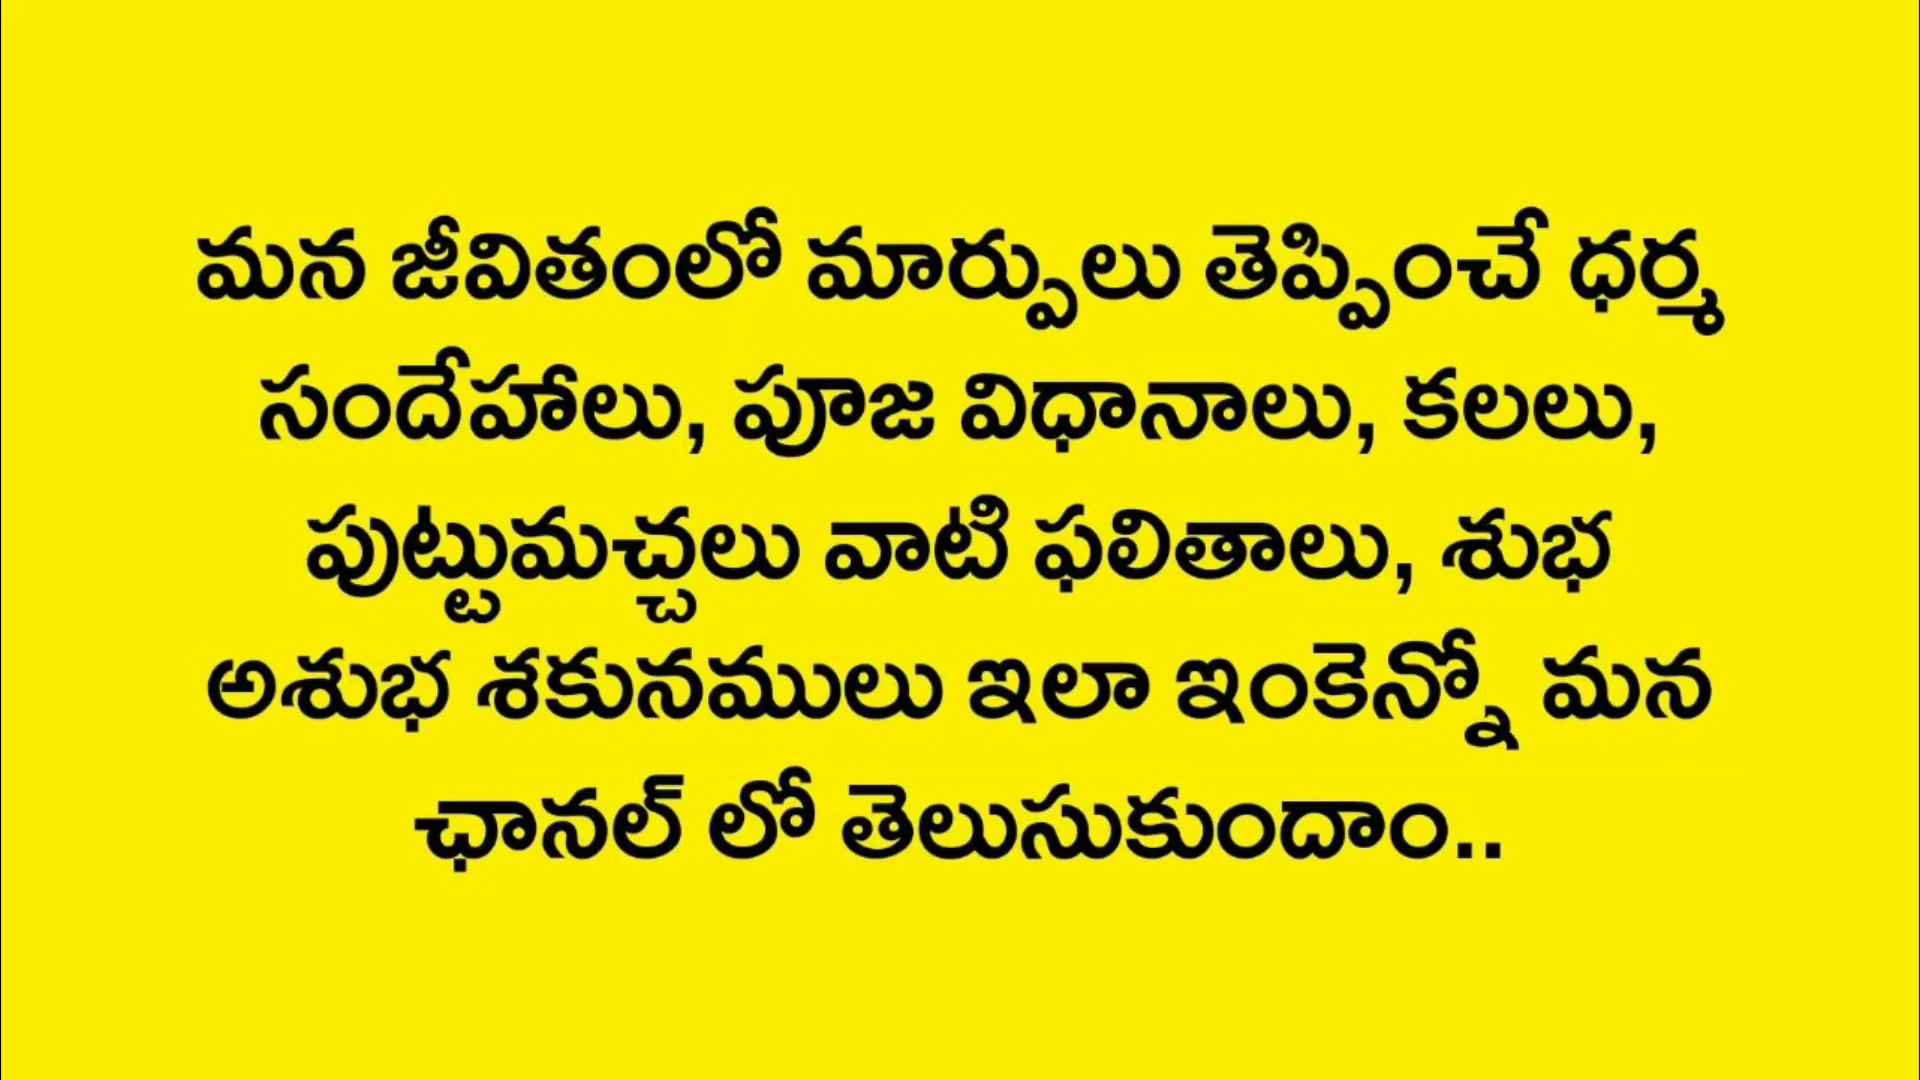 మన జీవితంలో మార్పులు తెప్పించే ధర్మ
సందేహాలు, పూజ విధానాలు, కలలు,
పుట్టుమచ్చలు వాటి ఫలితాలు, శుభ
అశుభ శకునములు ఇలా ఇంకెన్నో మన
ఛానల్ లో తెలుసుకుందాం..